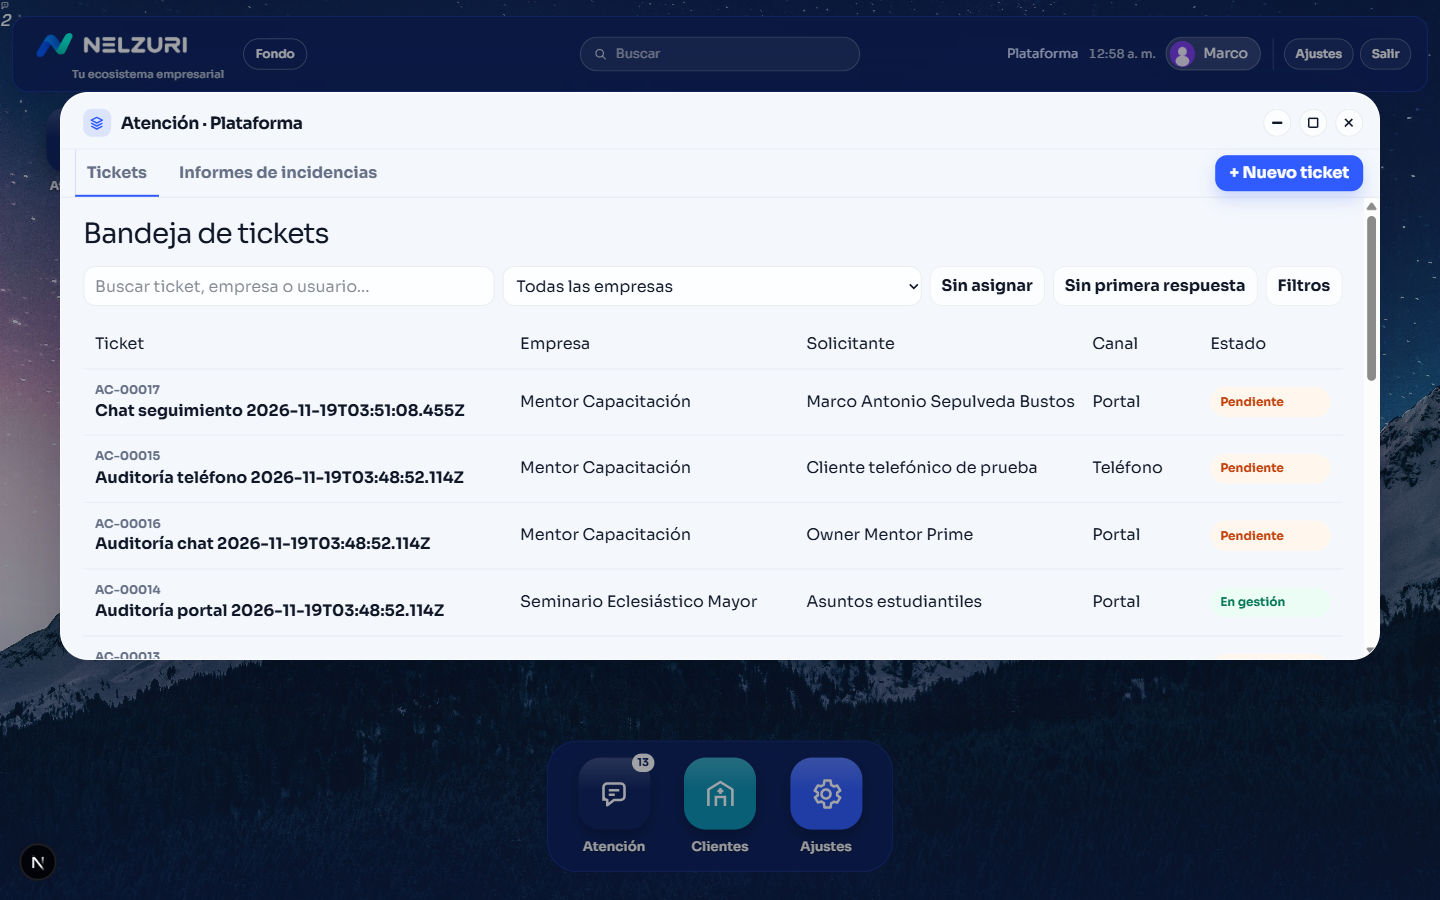 2
NELZURI
Tu ecosistema empresarial
Fondo
Buscar
Plataforma 12:58 a. m. Marco Ajustes Salir
Atención · Plataforma
Tickets Informes de incidencias + Nuevo ticket
Bandeja de tickets
Buscar ticket, empresa o usuario... Todas las empresas Sin asignar Sin primera respuesta Filtros
Ticket Empresa Solicitante Canal Estado
AC-00017
Chat seguimiento 2026-11-19T03:51:08.455Z Mentor Capacitación Marco Antonio Sepulveda Bustos Portal Pendiente
AC-00015
Auditoría teléfono 2026-11-19T03:48:52.114Z Mentor Capacitación Cliente telefónico de prueba Teléfono Pendiente
AC-00016
Auditoría chat 2026-11-19T03:48:52.114Z Mentor Capacitación Owner Mentor Prime Portal Pendiente
AC-00014
Auditoría portal 2026-11-19T03:48:52.114Z Seminario Eclesiástico Mayor Asuntos estudiantiles Portal En gestión
AC-00013
13
Atención Clientes Ajustes
N